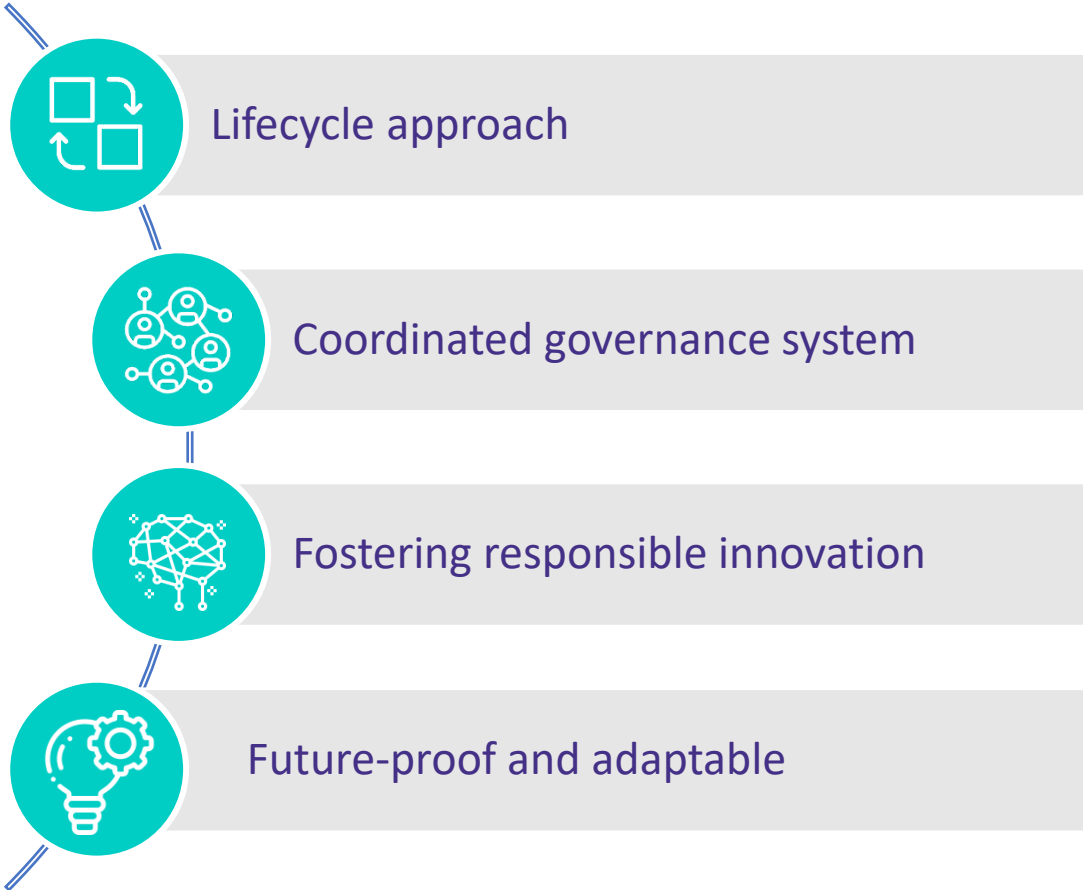 Lifecycle approach
Coordinated governance system
Fostering responsible innovation
Future-proof and adaptable